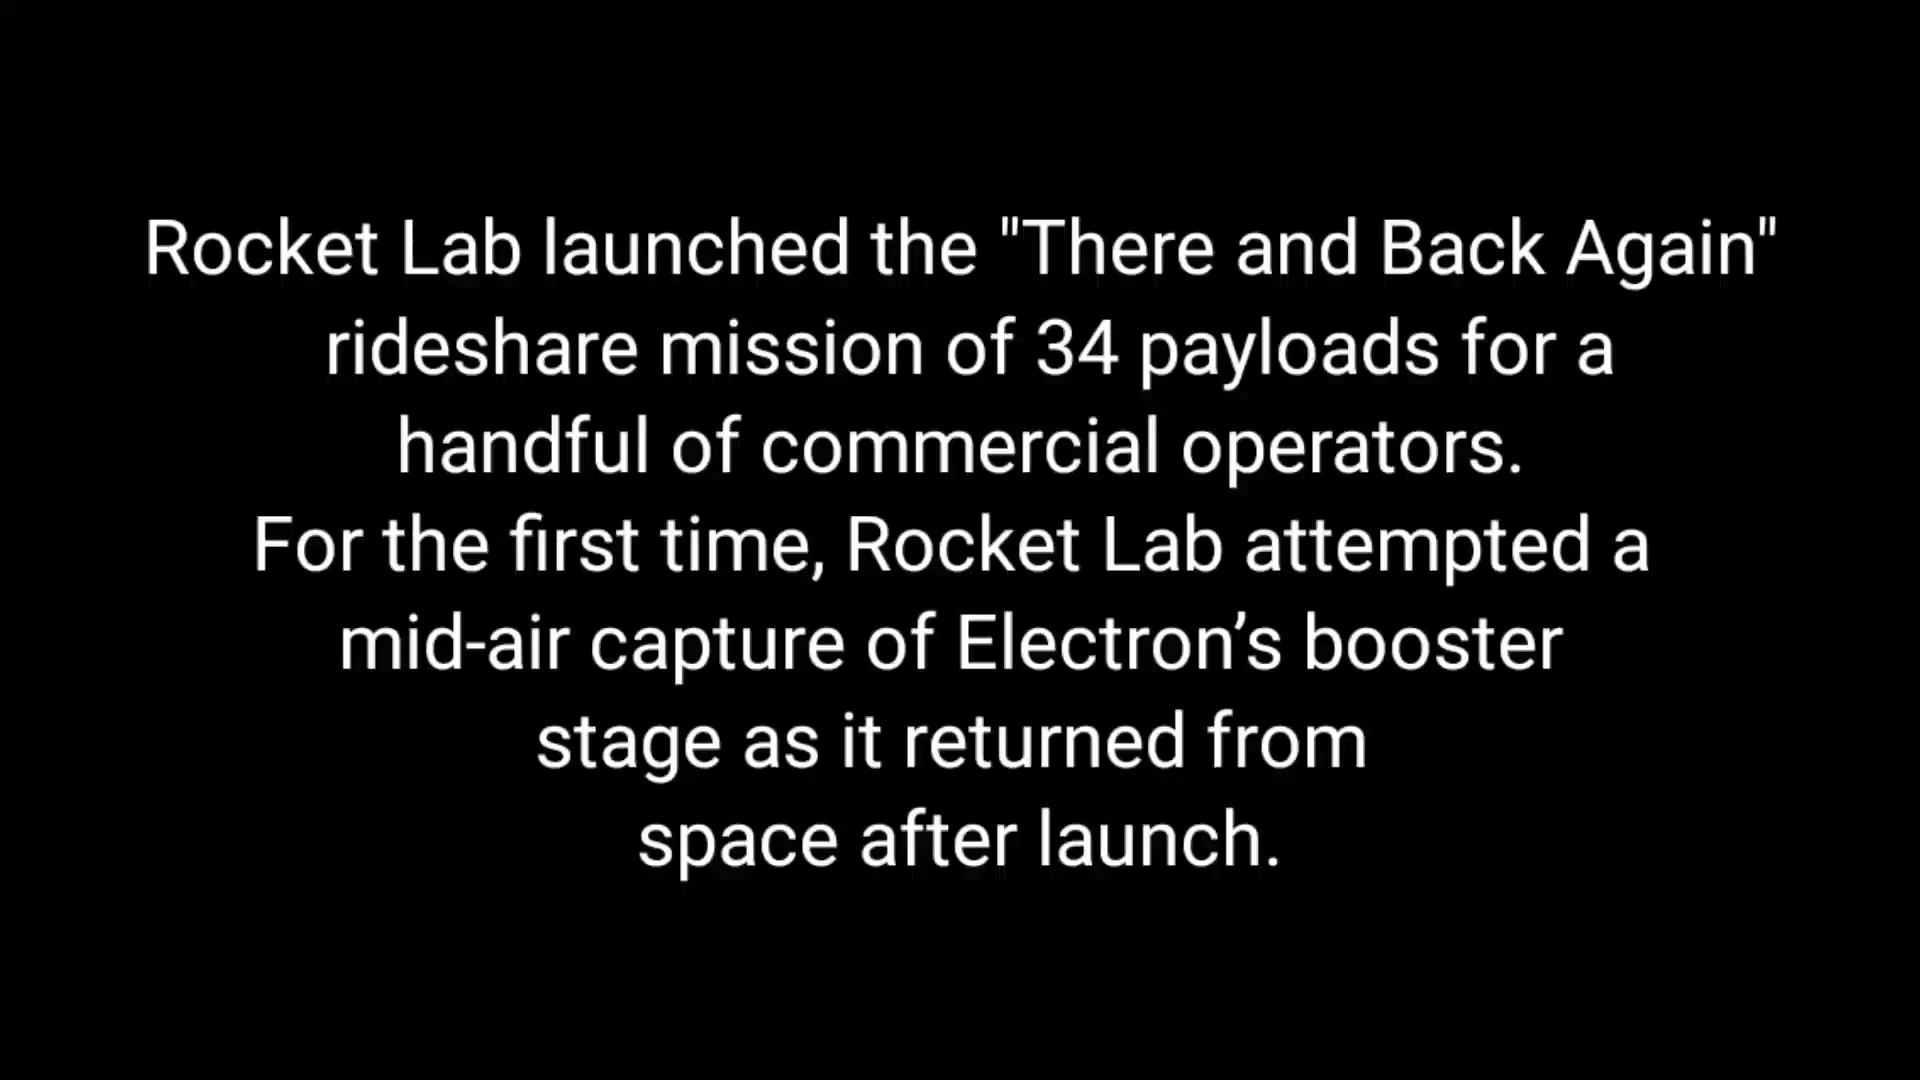 Rocket Lab launched the "There and Back Again"
rideshare mission of 34 payloads for a
handful of commercial operators.
For the first time, Rocket Lab attempted a
mid-air capture of Electron’s booster
stage as it returned from
space after launch.